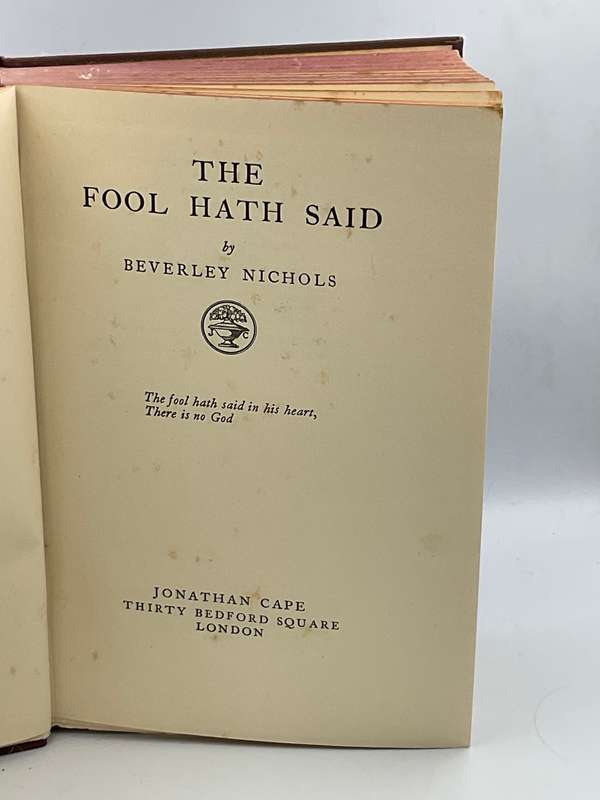 THE
FOOL HATH SAID
by
BEVERLEY NICHOLS
J C
The fool hath said in his heart,
There is no God
JONATHAN CAPE
THIRTY BEDFORD SQUARE
LONDON